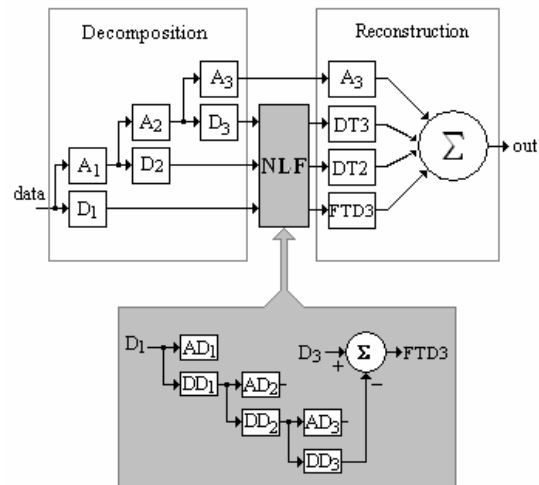 Decomposition
Reconstruction
A3
A3
A2
D3
DT3
A1
D2
NLF
DT2
Σ
out
data
D1
FTD3
D1
AD1
D3
+
Σ
−
FTD3
DD1
AD2
DD2
AD3
DD3